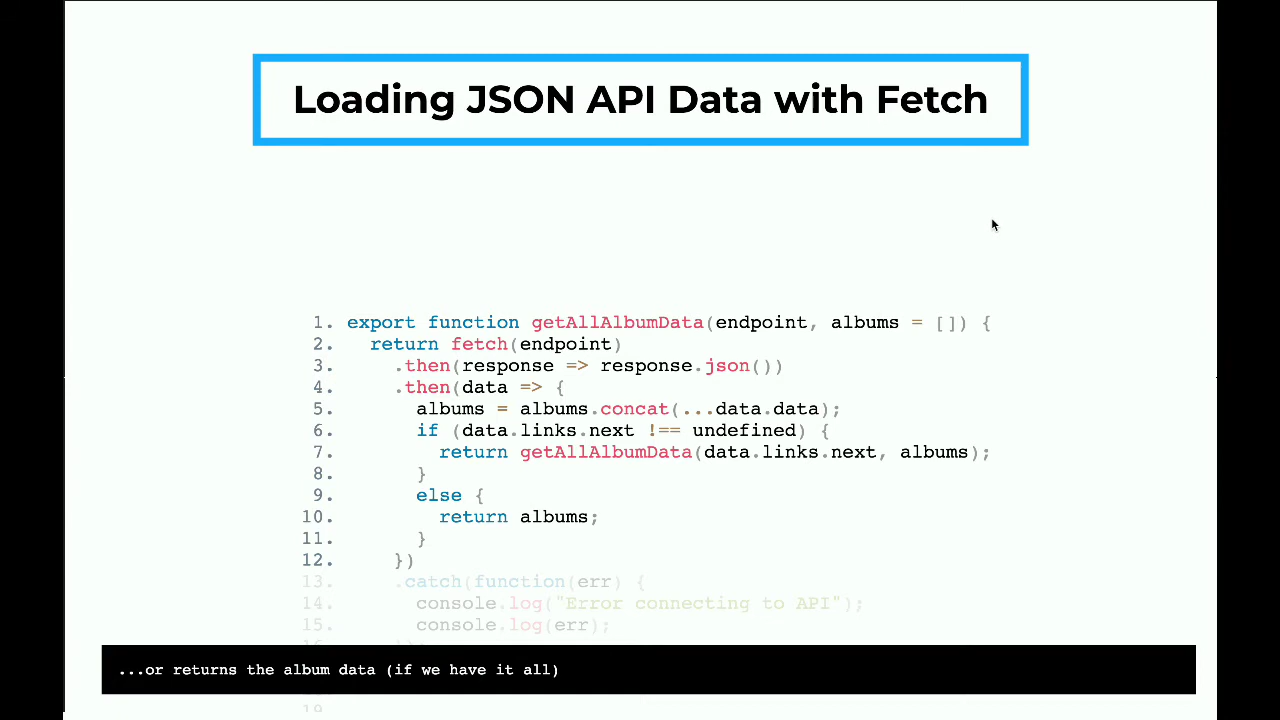 Loading JSON API Data with Fetch
1. export function getAllAlbumData(endpoint, albums = []) {
2. return fetch(endpoint)
3. .then(response => response.json())
4. .then(data => {
5. albums = albums.concat(...data.data);
6. if (data.links.next !== undefined) {
7. return getAllAlbumData(data.links.next, albums);
8. }
9. else {
10. return albums;
11. }
12. })
13. .catch(function(err) {
14. console.log("Error connecting to API");
15. console.log(err);
...or returns the album data (if we have it all)
19